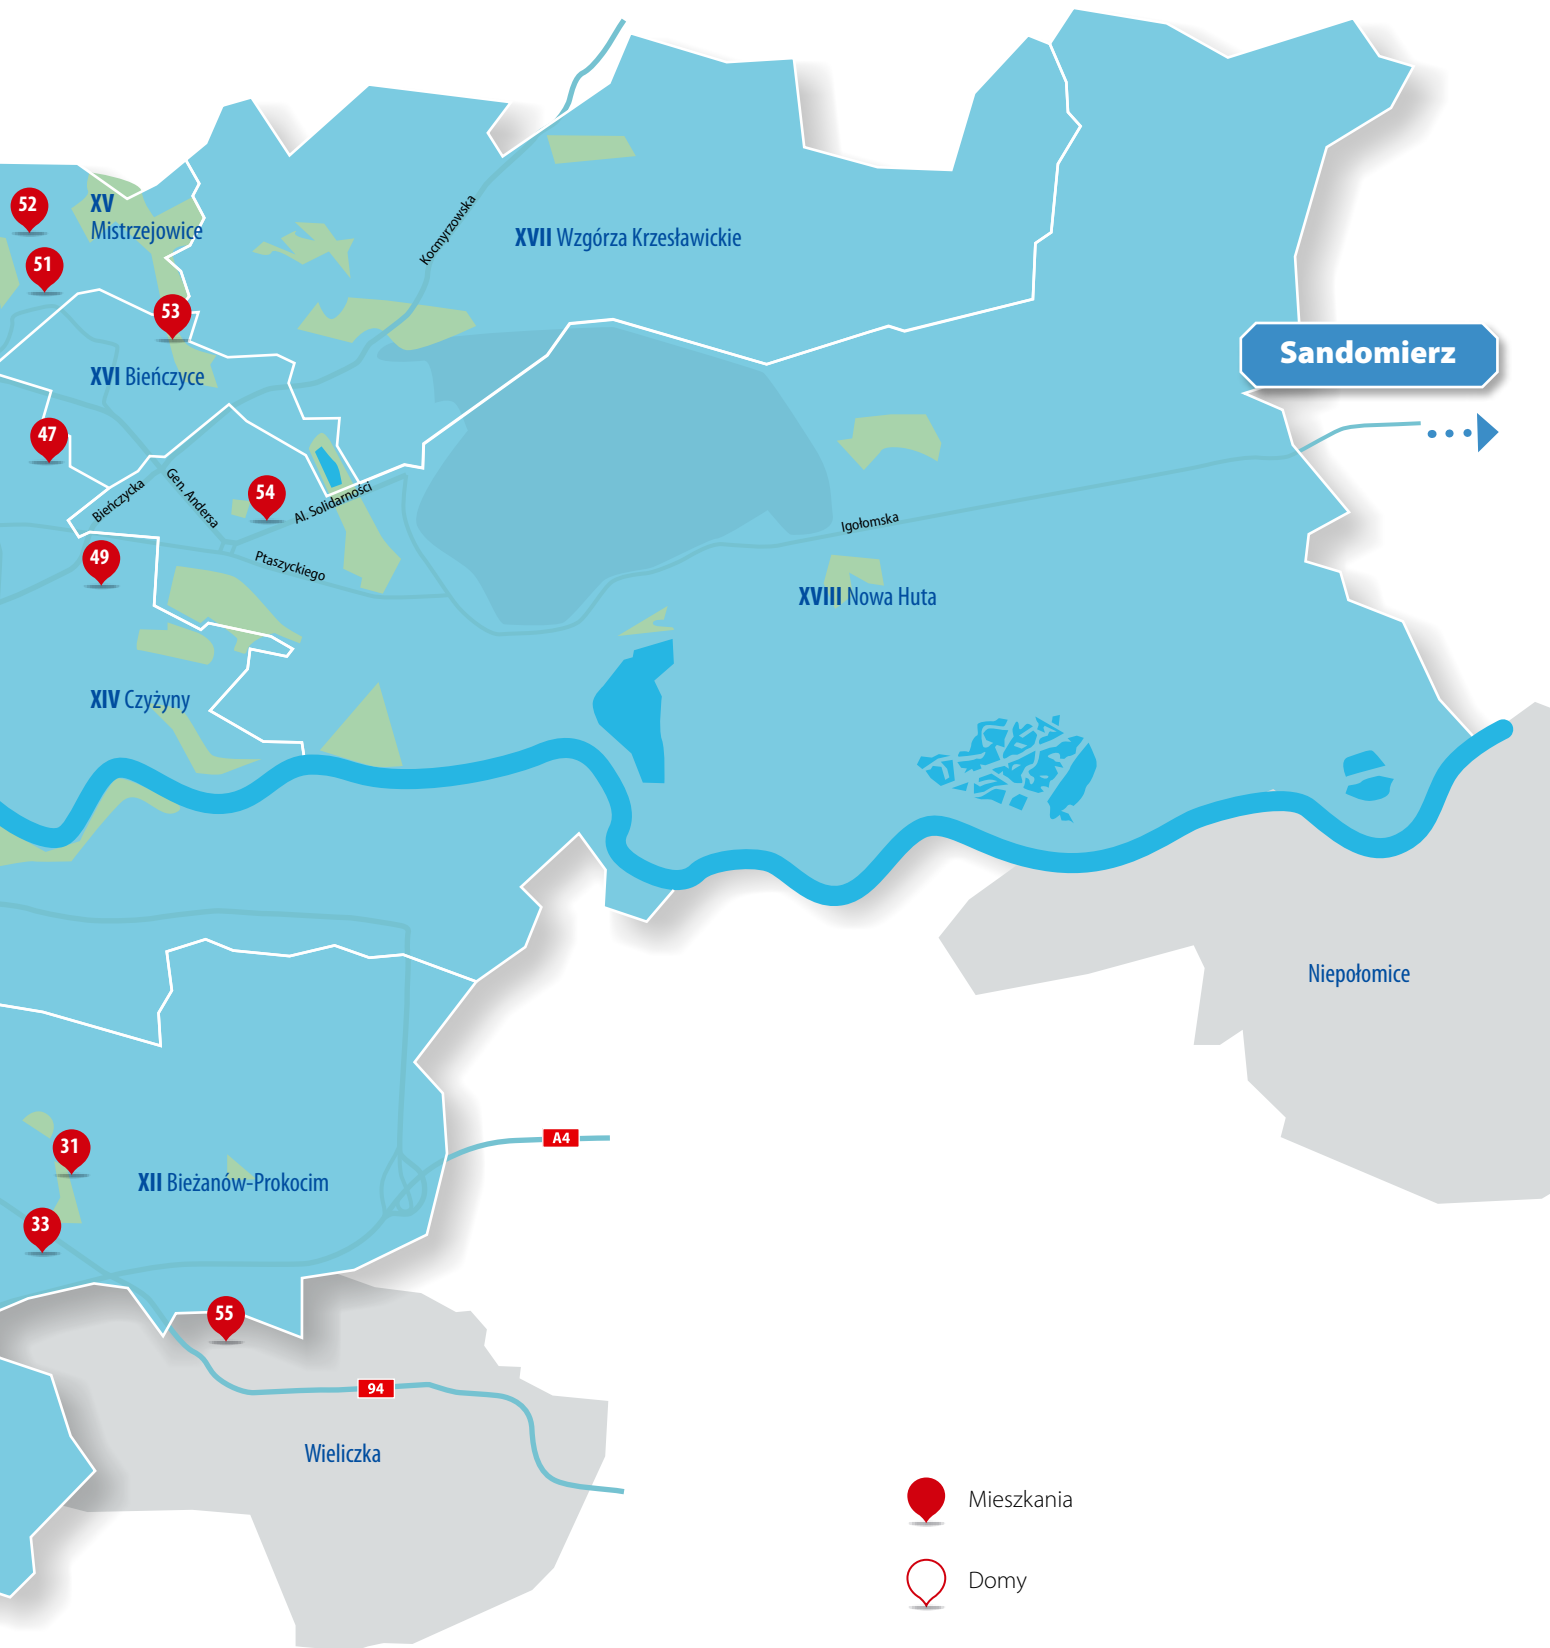 52
XV
Mistrzejowice
51
53
XVI Bieńczyce
47
Kocmyrzowska
XVII Wzgórza Krzesławickie
Sandomierz
Bieńczycka
Gen. Andersa
54
Al. Solidarności
49
Ptaszyckiego
Igołomska
XVIII Nowa Huta
XIV Czyżyny
Niepołomice
31
A4
XII Bieżanów-Prokocim
33
55
94
Wieliczka
Mieszkania
Domy